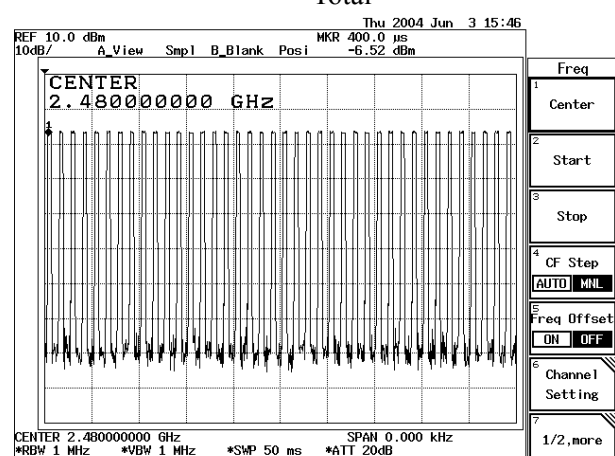 Total
Thu 2004 Jun 3 15:46
REF 10.0 dBm MKR 400.0 µs
10dB/ A_View Smpl B_Blank Posi -6.52 dBm
CENTER
2.480000000 GHz
1
CENTER 2.480000000 GHz SPAN 0.000 kHz
*RBW 1 MHz *VBW 1 MHz *SWP 50 ms *ATT 20dB
Freq
1
Center
2
Start
3
Stop
4
CF Step
AUTO MNL
5
Freq Offset
ON OFF
6
Channel
Setting
7
1/2,more